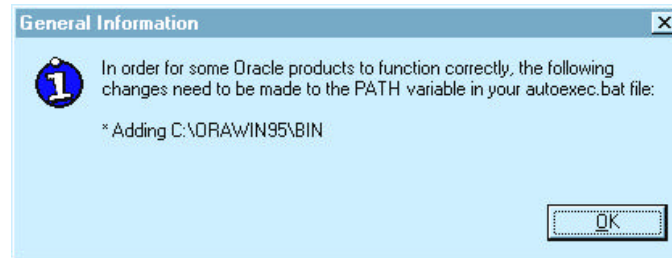 General Information
In order for some Oracle products to function correctly, the following
changes need to be made to the PATH variable in your autoexec.bat file:
* Adding C:\ORAWIN95\BIN
OK